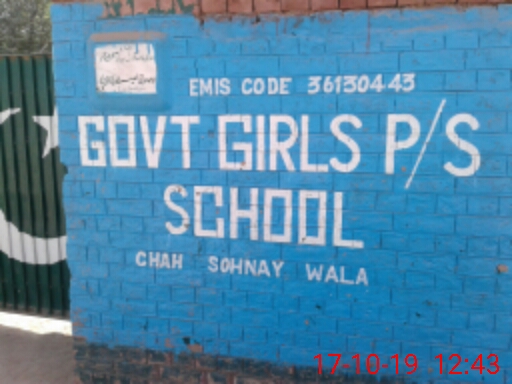 EMIS CODE 36130443
GOVT GIRLS P/S
SCHOOL
CHAH SOHNAY WALA
17-10-19 12:43